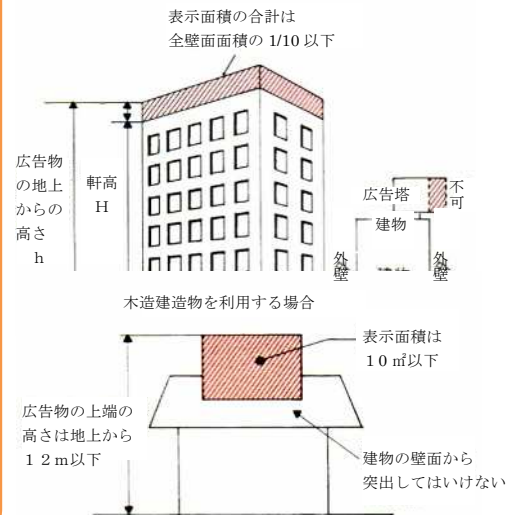 表示面積の合計は
全壁面面積の 1/10 以下
広告物
の地上
からの
高さ
h
軒高
H
広告塔
不可
建物
外壁
外壁
木造建造物を利用する場合
表示面積は
10㎡以下
広告物の上端の
高さは地上から
12m以下
建物の壁面から
突出してはいけない